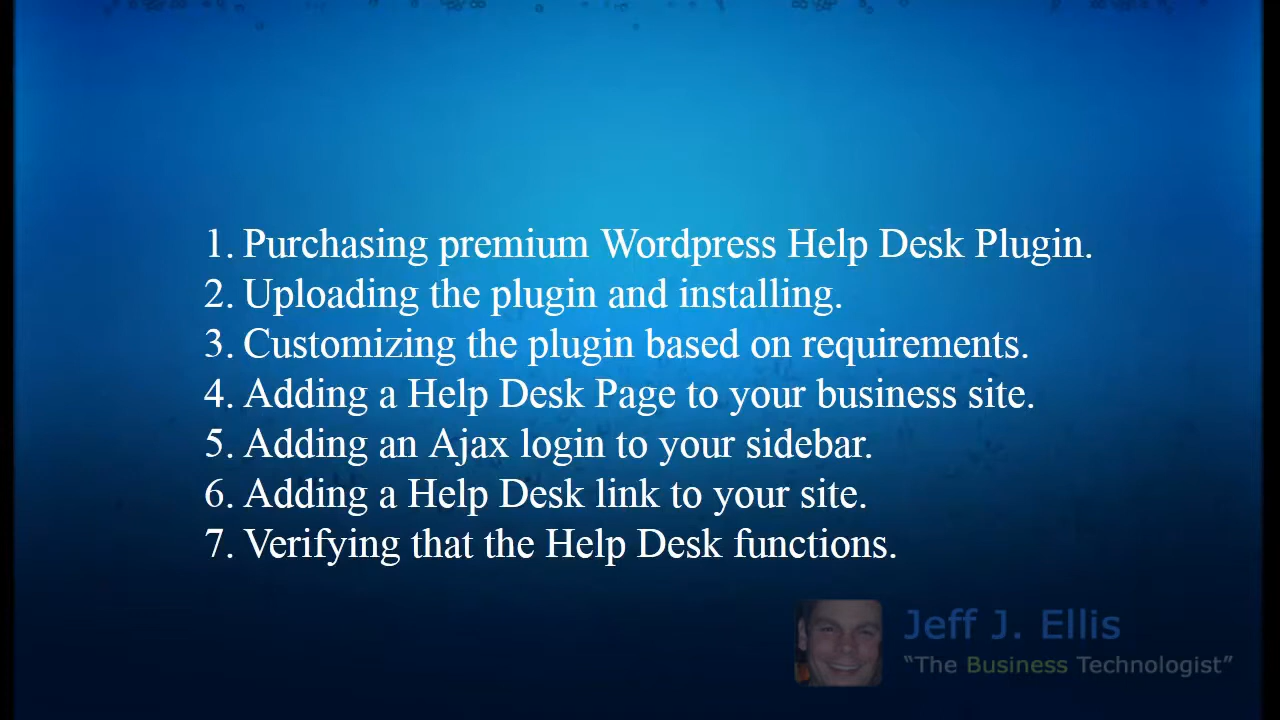 1. Purchasing premium Wordpress Help Desk Plugin.
2. Uploading the plugin and installing.
3. Customizing the plugin based on requirements.
4. Adding a Help Desk Page to your business site.
5. Adding an Ajax login to your sidebar.
6. Adding a Help Desk link to your site.
7. Verifying that the Help Desk functions.
Jeff J. Ellis
“The Business Technologist”